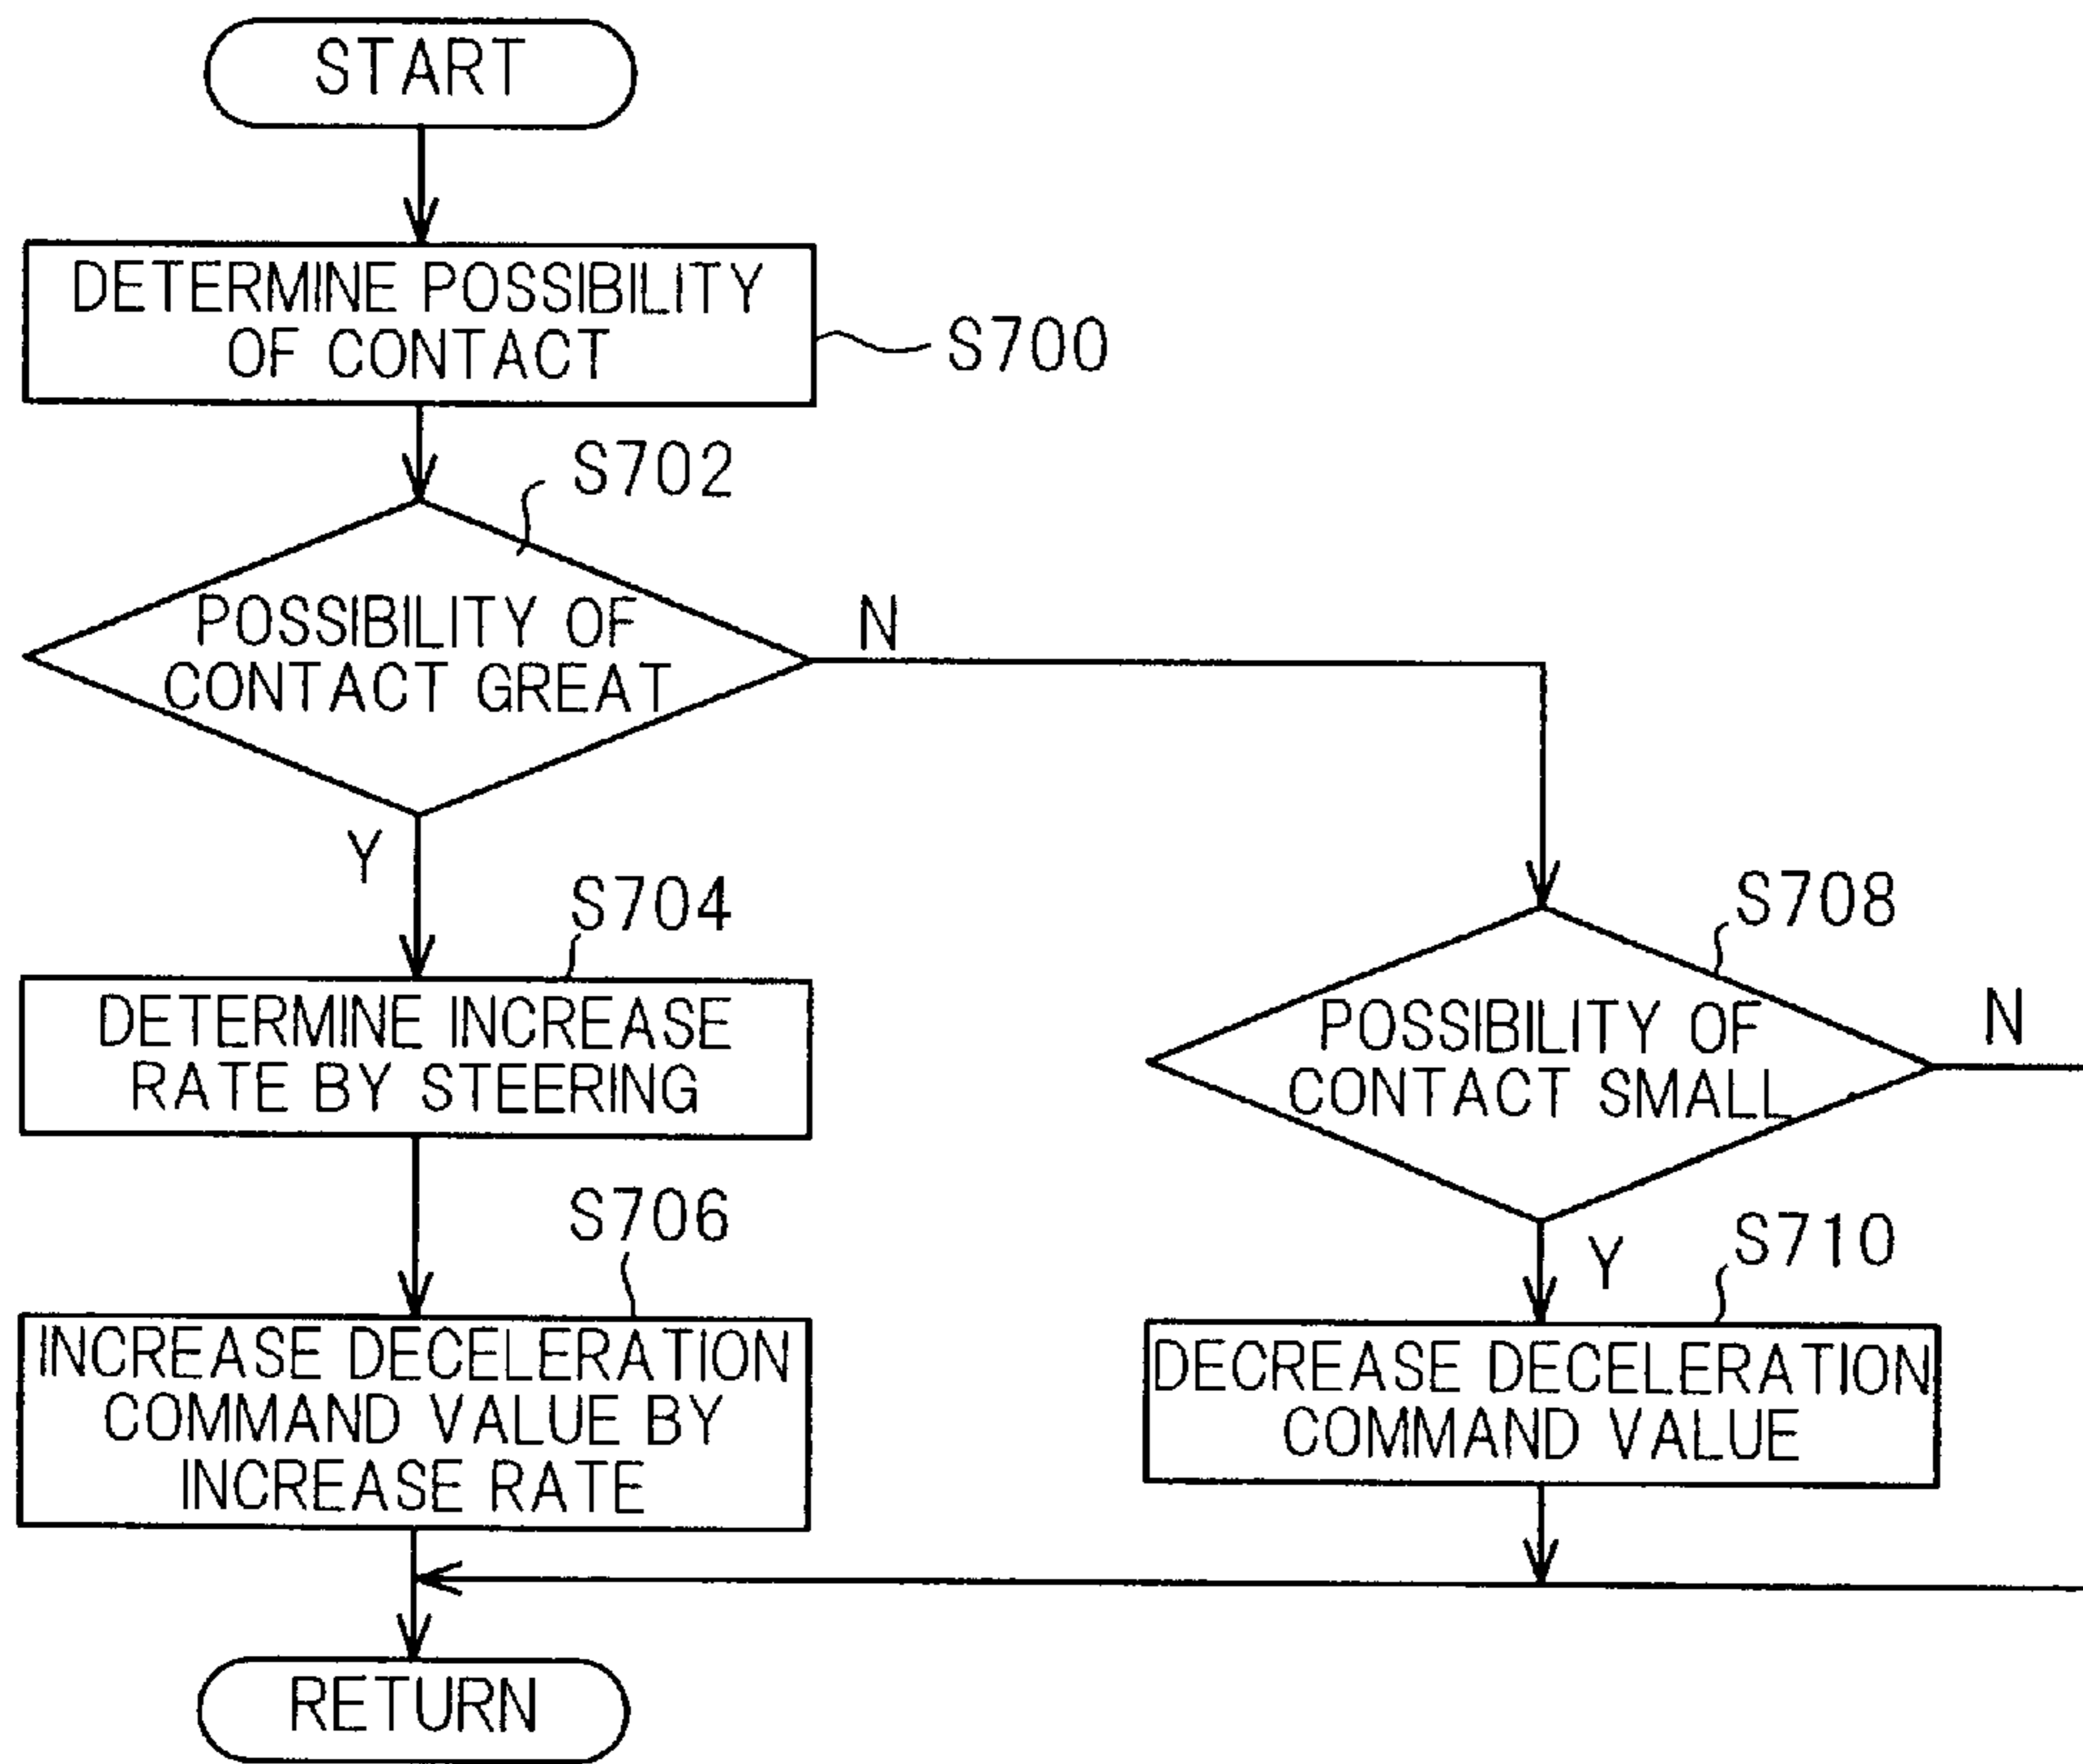 START
DETERMINE POSSIBILITY
OF CONTACT
S700
S702
POSSIBILITY OF
CONTACT GREAT
N
Y
S704
DETERMINE INCREASE
RATE BY STEERING
S706
INCREASE DECELERATION
COMMAND VALUE BY
INCREASE RATE
S708
POSSIBILITY OF
CONTACT SMALL
N
Y
S710
DECREASE DECELERATION
COMMAND VALUE
RETURN